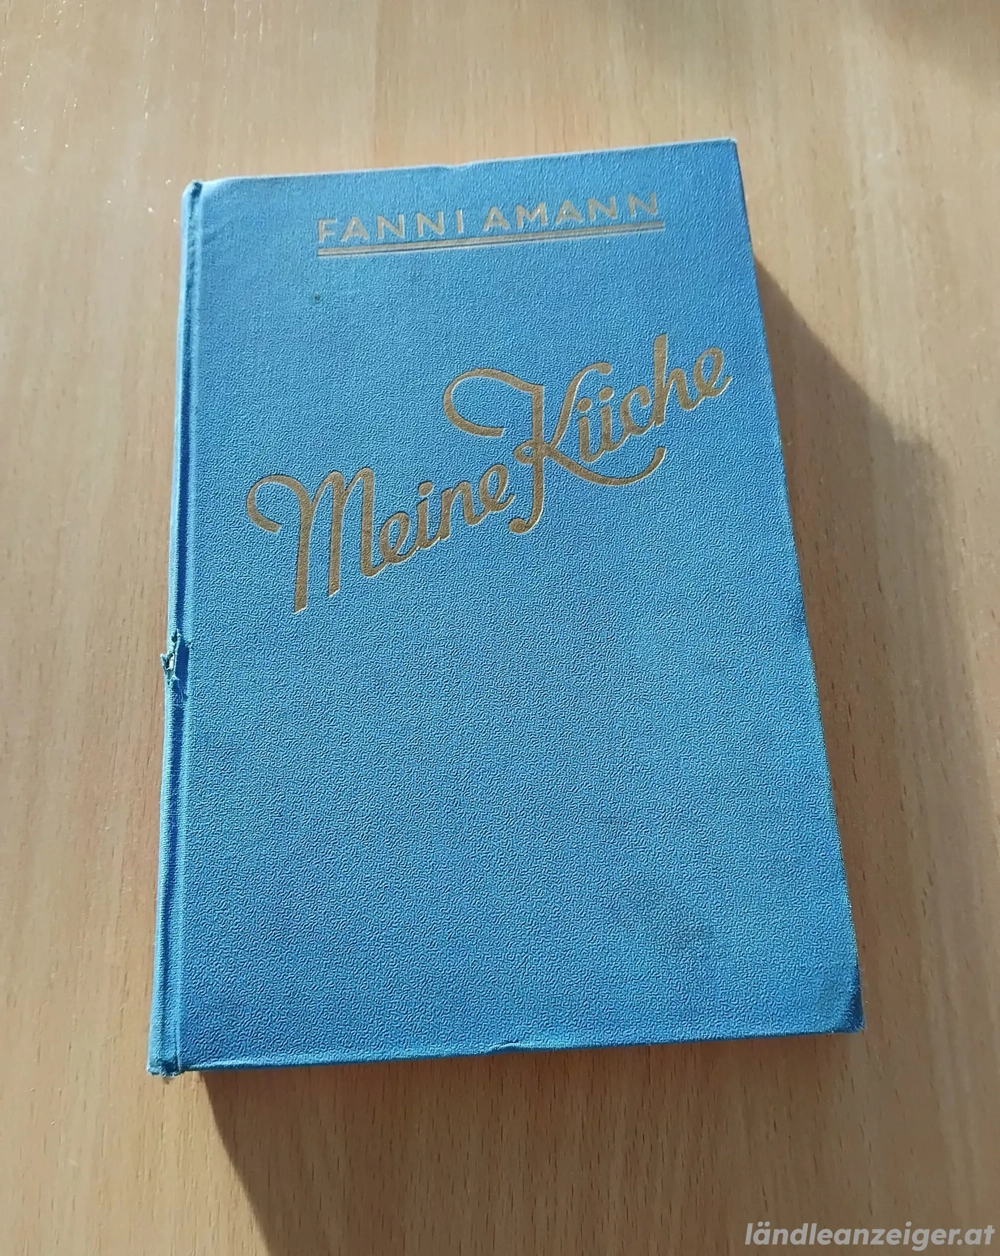 FANNI AMANN
Meine Küche
ländleanzeiger.at